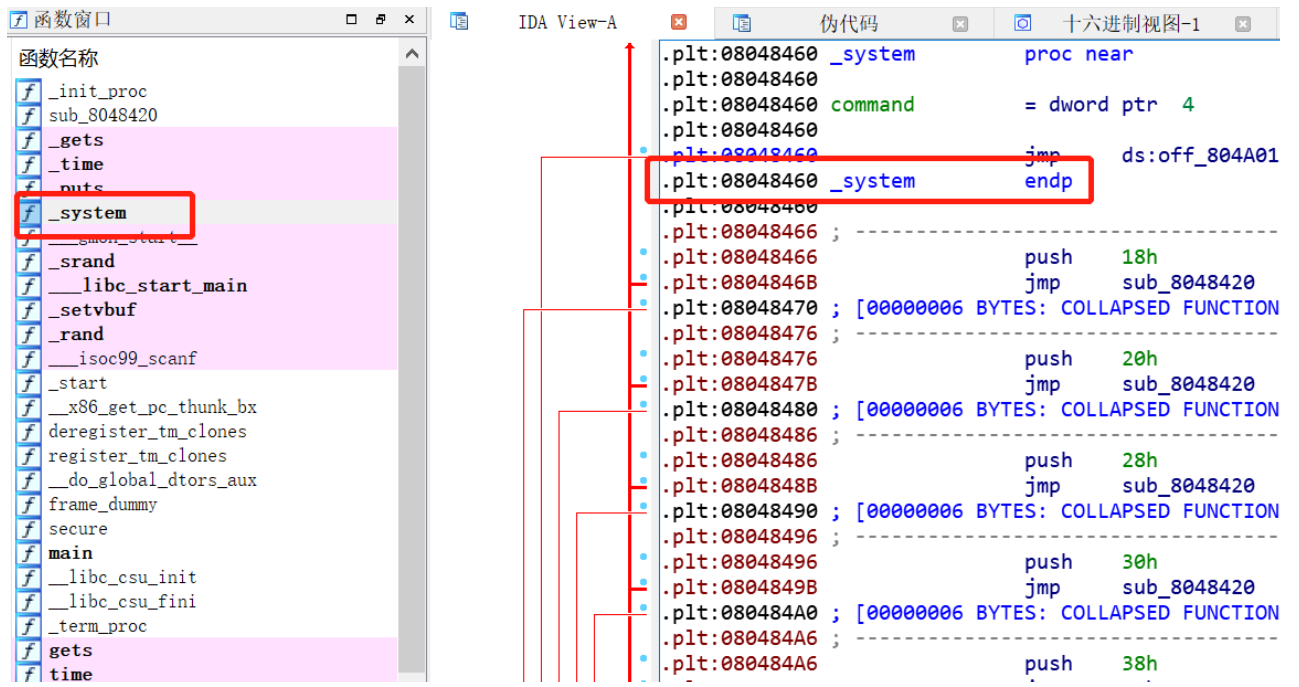 函数窗口
函数名称
_init_proc
sub_8048420
_gets
_time
_puts
_system
___gmon_start__
_srand
___libc_start_main
_setvbuf
_rand
___isoc99_scanf
_start
__x86_get_pc_thunk_bx
deregister_tm_clones
register_tm_clones
__do_global_dtors_aux
frame_dummy
secure
main
__libc_csu_init
__libc_csu_fini
_term_proc
gets
time
IDA View-A 伪代码 十六进制视图-1
.plt:08048460 _system proc near
.plt:08048460
.plt:08048460 command = dword ptr 4
.plt:08048460
.plt:08048460 jmp ds:off_804A01
.plt:08048460 _system endp
.plt:08048460
.plt:08048466 ; ----------------------------------
.plt:08048466 push 18h
.plt:0804846B jmp sub_8048420
.plt:08048470 ; [00000006 BYTES: COLLAPSED FUNCTION
.plt:08048476 ; ----------------------------------
.plt:08048476 push 20h
.plt:0804847B jmp sub_8048420
.plt:08048480 ; [00000006 BYTES: COLLAPSED FUNCTION
.plt:08048486 ; ----------------------------------
.plt:08048486 push 28h
.plt:0804848B jmp sub_8048420
.plt:08048490 ; [00000006 BYTES: COLLAPSED FUNCTION
.plt:08048496 ; ----------------------------------
.plt:08048496 push 30h
.plt:0804849B jmp sub_8048420
.plt:080484A0 ; [00000006 BYTES: COLLAPSED FUNCTION
.plt:080484A6 ; ----------------------------------
.plt:080484A6 push 38h